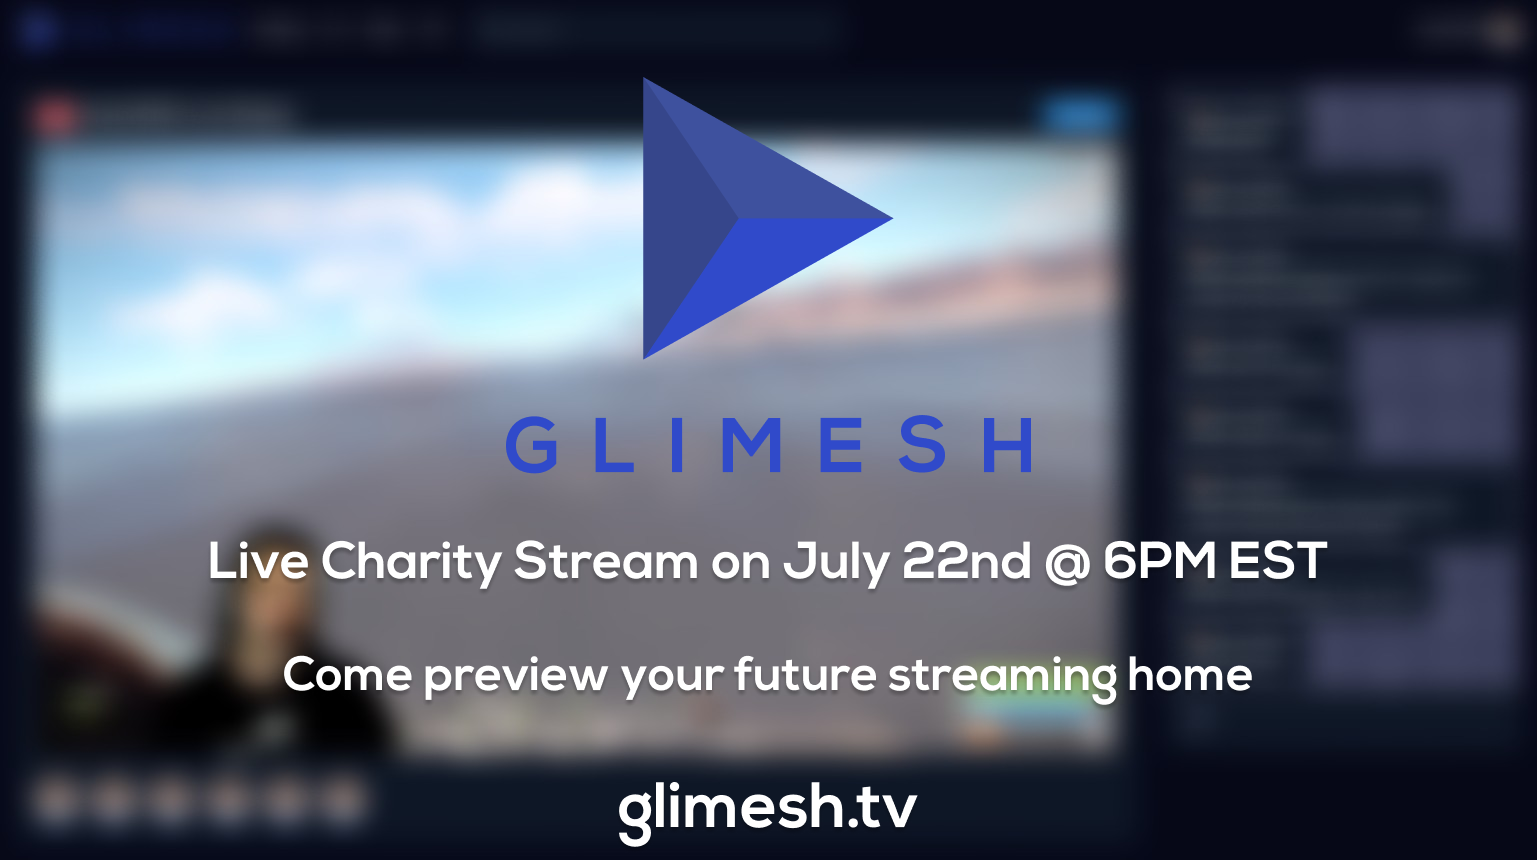 GLIMESH
Live Charity Stream on July 22nd @ 6PM EST
Come preview your future streaming home
glimesh.tv